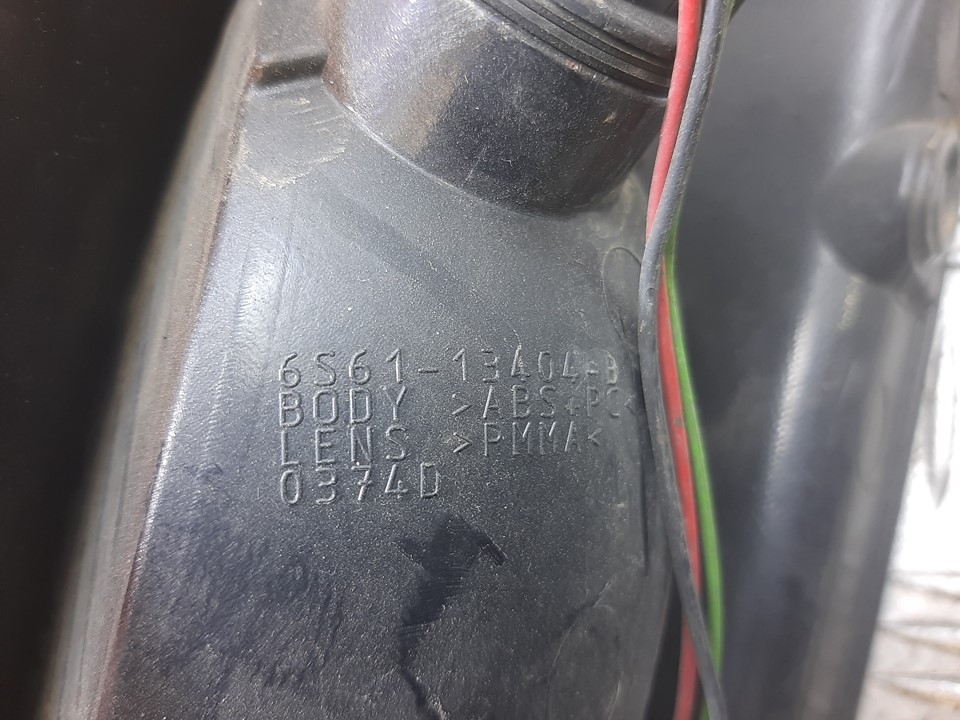 6S61-13404-B
BODY >ABS+PC<
LENS >PMMA<
0374D